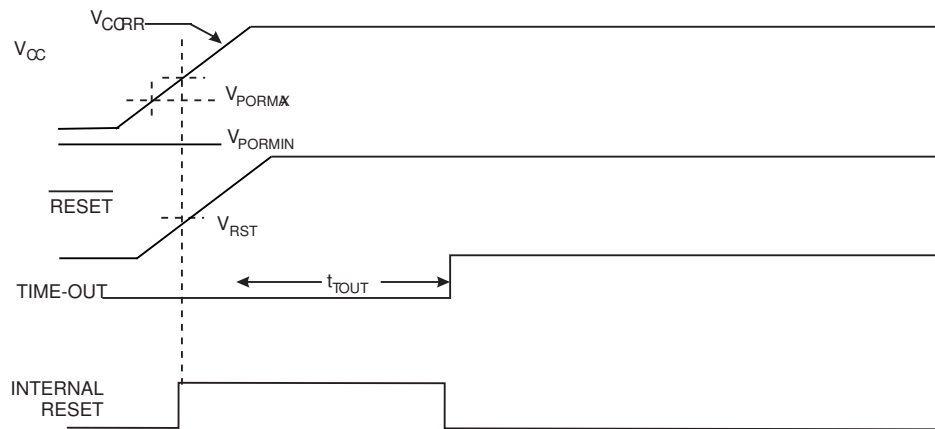 VCCRR
VCC
VPORMAX
VPORMIN
RESET
VRST
tTOUT
TIME-OUT
INTERNAL
RESET